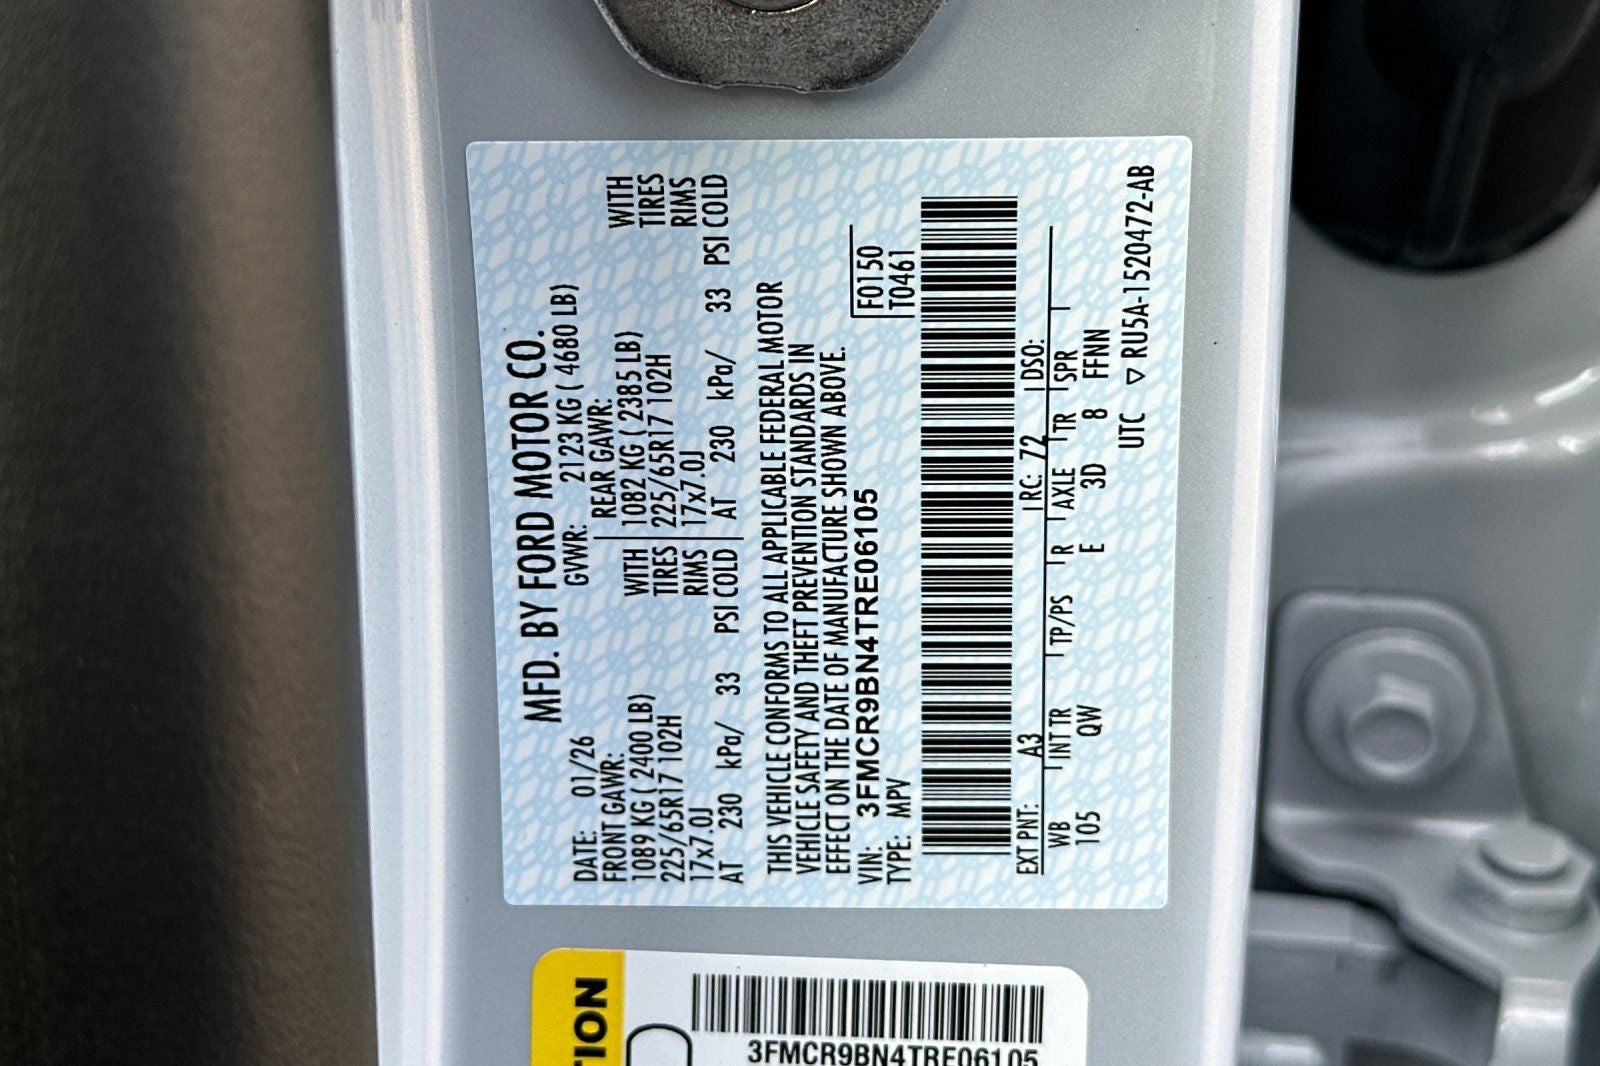 MFD. BY FORD MOTOR CO.
DATE: 01/26 GVWR: 2123 KG ( 4680 LB)
FRONT GAWR: REAR GAWR:
1089 KG ( 2400 LB) WITH 1082 KG ( 2385 LB) WITH
225/65R17 102H TIRES 225/65R17 102H TIRES
17x7.0J RIMS 17x7.0J RIMS
AT 230 kPa/ 33 PSI COLD AT 230 kPa/ 33 PSI COLD
THIS VEHICLE CONFORMS TO ALL APPLICABLE FEDERAL MOTOR
VEHICLE SAFETY AND THEFT PREVENTION STANDARDS IN
EFFECT ON THE DATE OF MANUFACTURE SHOWN ABOVE.
VIN: 3FMCR9BN4TRE06105 F0150
TYPE: MPV T0461
EXT PNT: A3 RC: 72 DSO:
WB INT TR TP/PS R AXLE TR SPR
105 QW E 3D 8 FFNN
UTC ▽ RU5A-1520472-AB
TION
3FMCR9BN4TRE06105